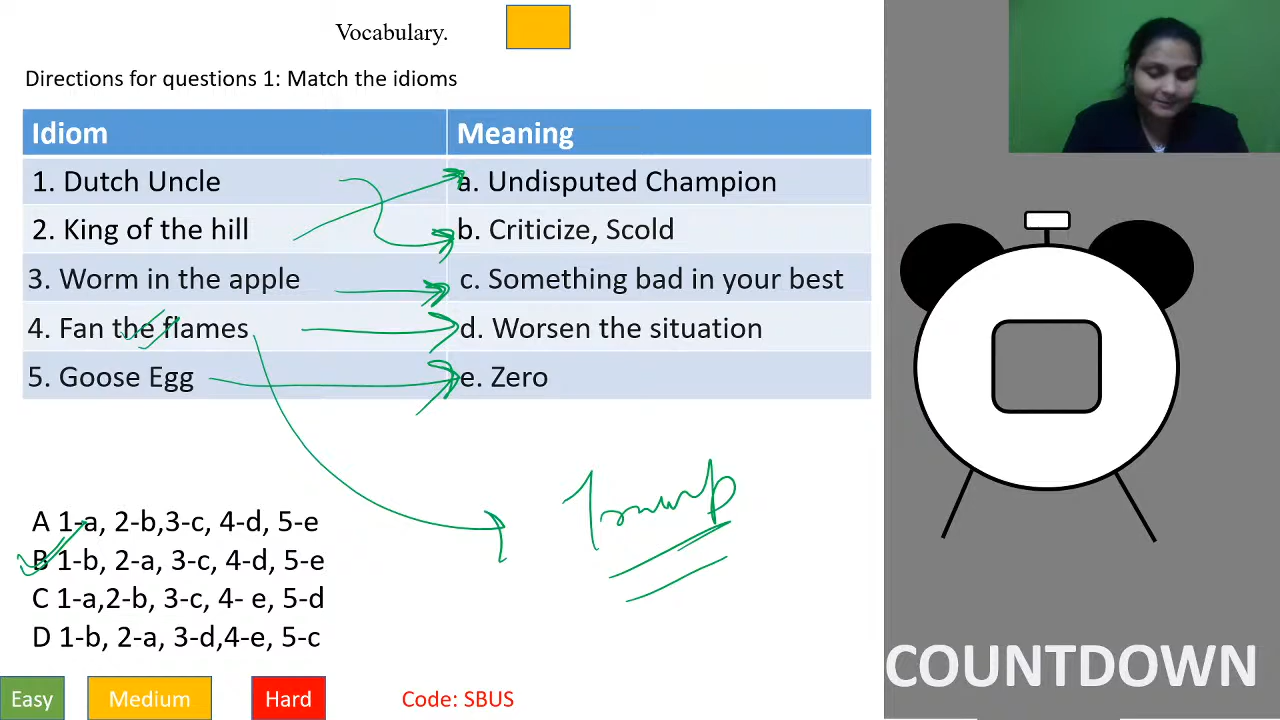 Vocabulary.
Directions for questions 1: Match the idioms
Idiom Meaning
1. Dutch Uncle a. Undisputed Champion
2. King of the hill b. Criticize, Scold
3. Worm in the apple c. Something bad in your best
4. Fan the flames d. Worsen the situation
5. Goose Egg e. Zero
Trump
A 1-a, 2-b,3-c, 4-d, 5-e
B 1-b, 2-a, 3-c, 4-d, 5-e
C 1-a,2-b, 3-c, 4- e, 5-d
D 1-b, 2-a, 3-d,4-e, 5-c
COUNTDOWN
Easy Medium Hard Code: SBUS